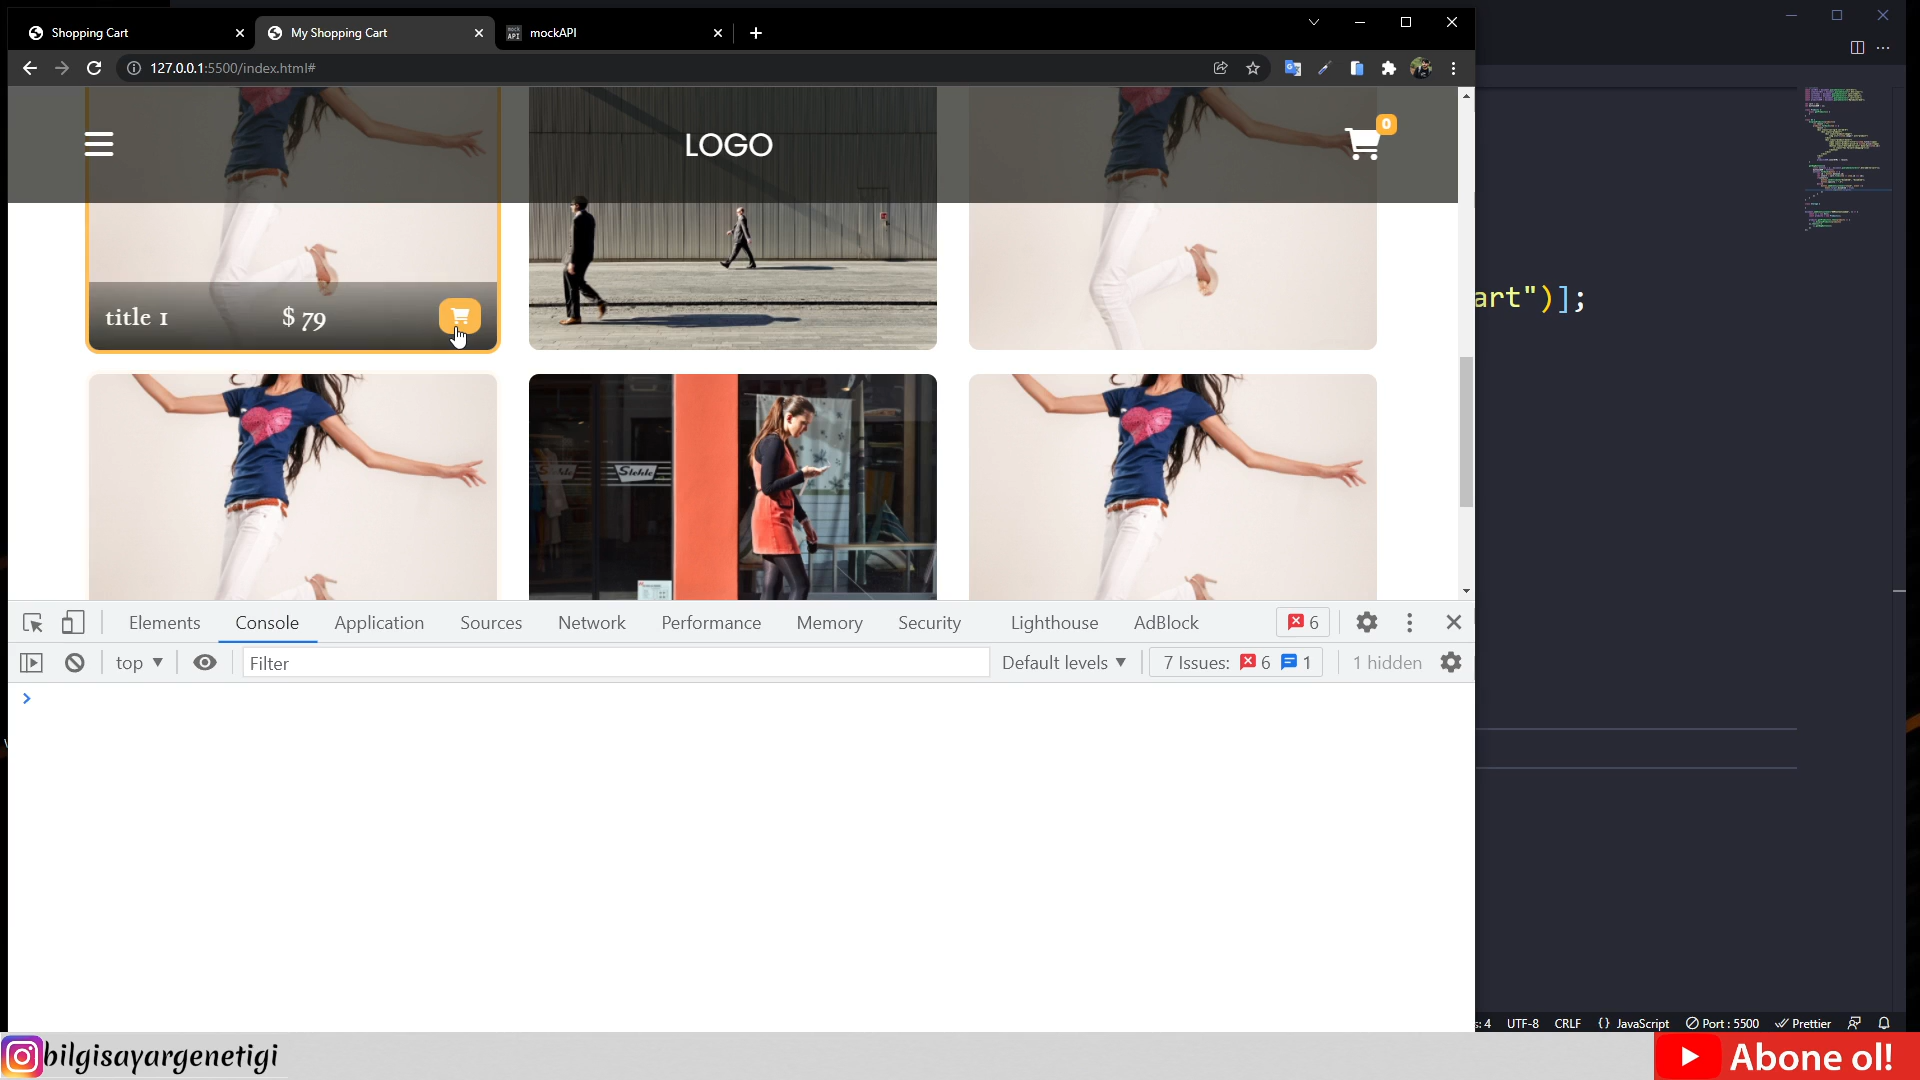 Shopping Cart
My Shopping Cart
mockAPI
127.0.0.1:5500/index.html#
LOGO
0
title 1
$ 79
Stehle
Elements
Console
Application
Sources
Network
Performance
Memory
Security
Lighthouse
AdBlock
6
top
Filter
Default levels
7 Issues: 6 1
1 hidden
art")];
UTF-8
CRLF
{} JavaScript
Port : 5500
Prettier
bilgisayargenetigi
Abone ol!